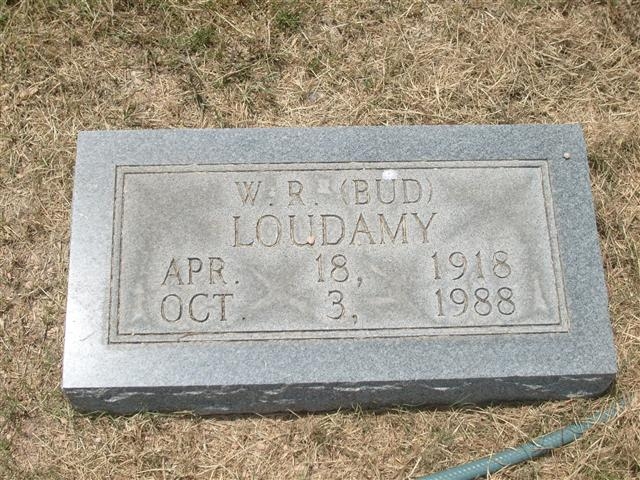 W. R. (BUD)
LOUDAMY
APR. 18, 1918
OCT. 3, 1988